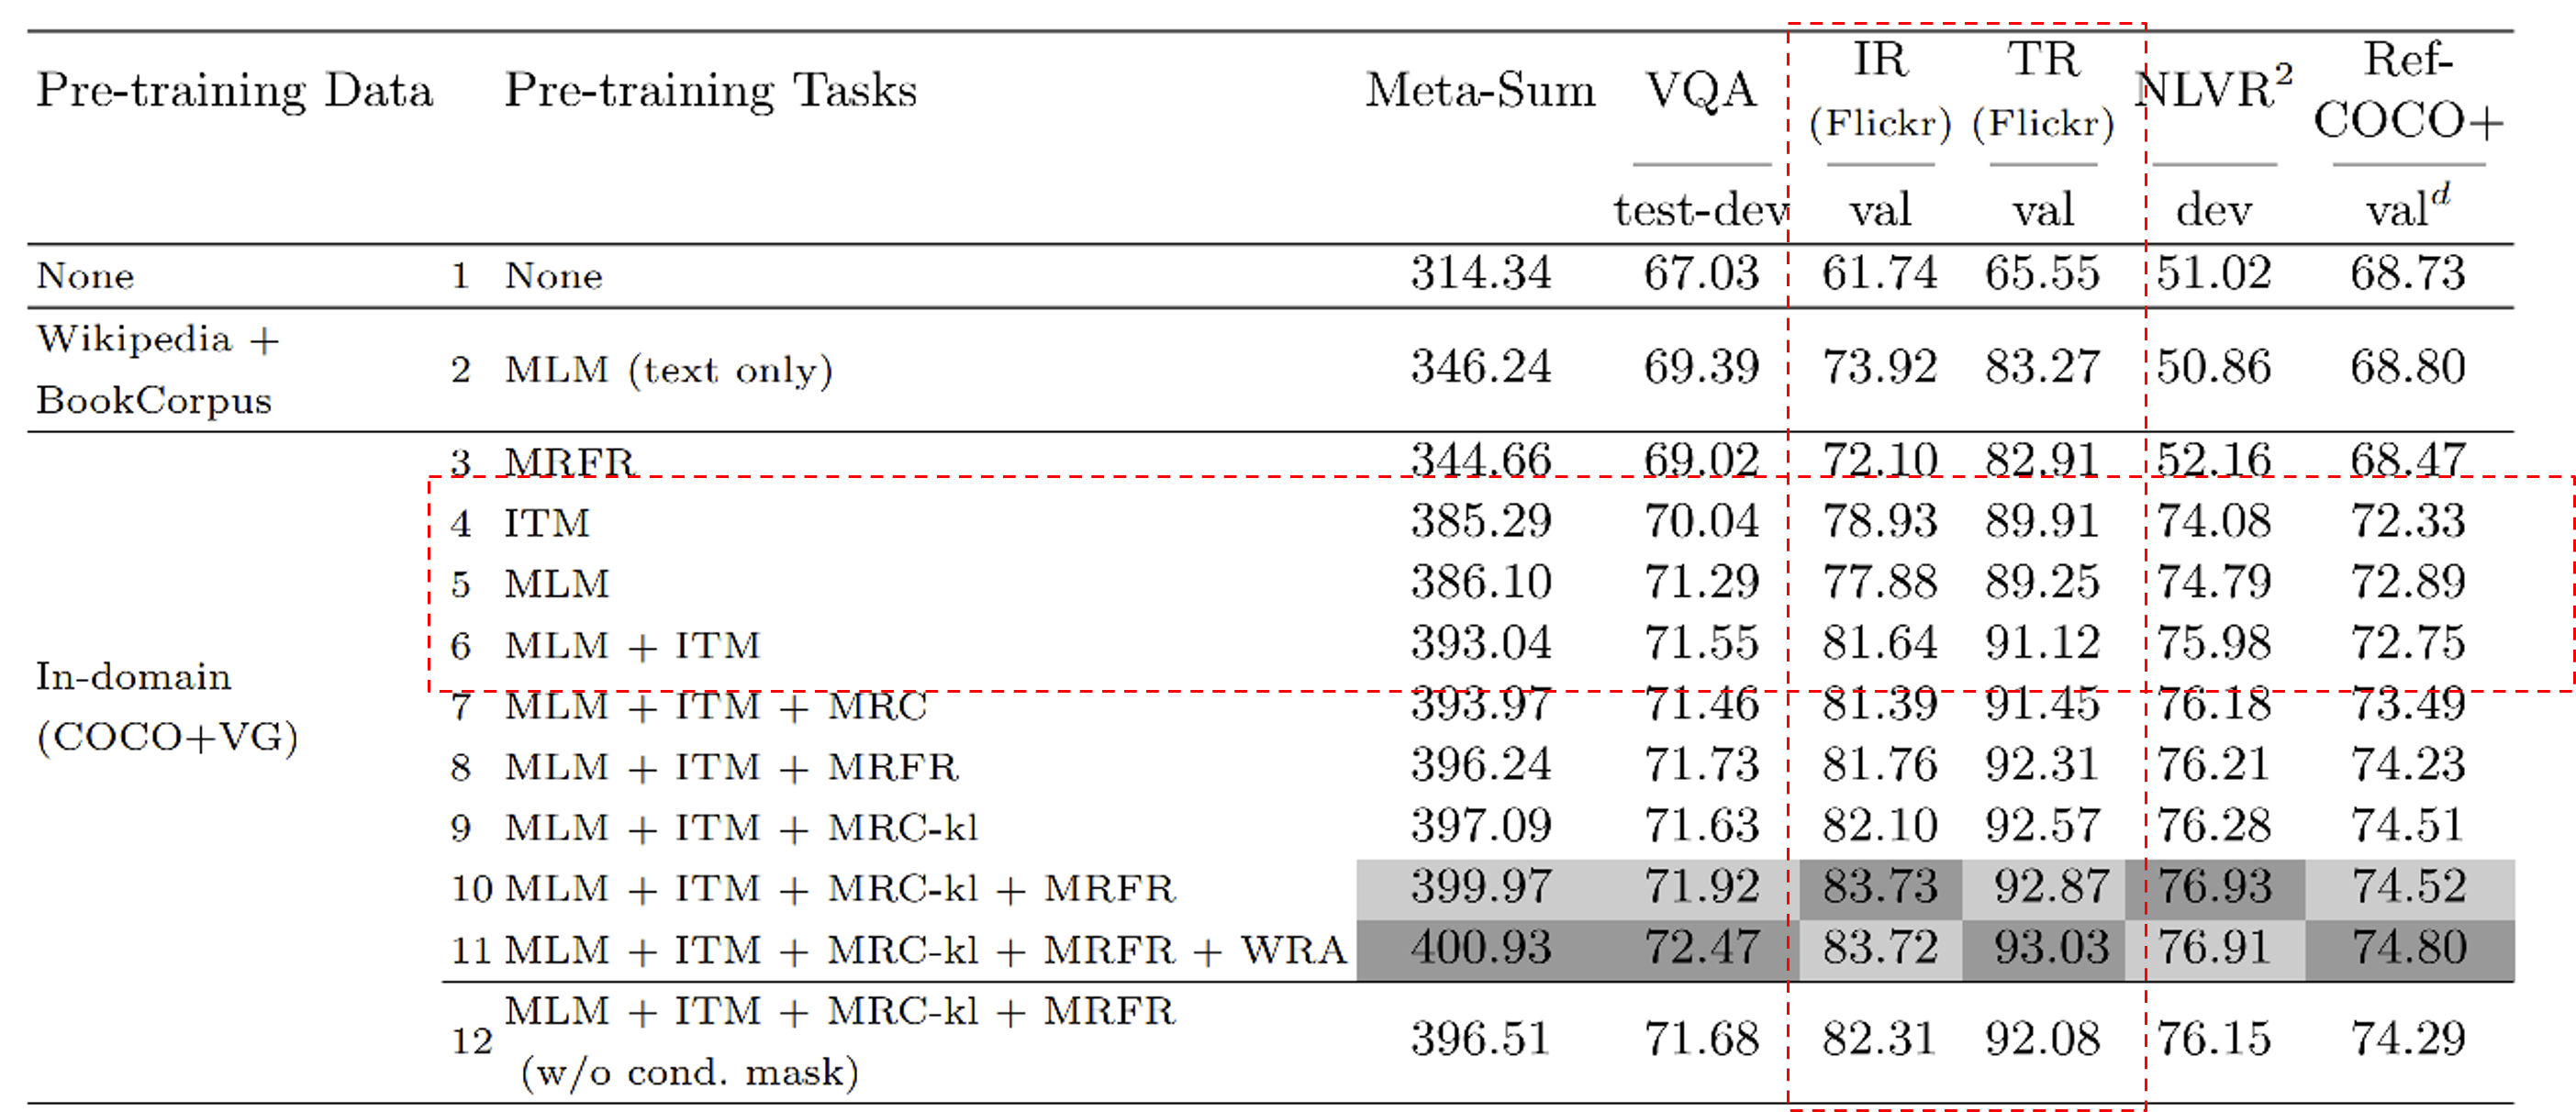 Pre-training Data Pre-training Tasks Meta-Sum VQA IR (Flickr) TR (Flickr) NLVR² Ref-COCO+
test-dev val val dev valᵈ
None 1 None 314.34 67.03 61.74 65.55 51.02 68.73
Wikipedia +
BookCorpus 2 MLM (text only) 346.24 69.39 73.92 83.27 50.86 68.80
3 MRFR 344.66 69.02 72.10 82.91 52.16 68.47
4 ITM 385.29 70.04 78.93 89.91 74.08 72.33
5 MLM 386.10 71.29 77.88 89.25 74.79 72.89
6 MLM + ITM 393.04 71.55 81.64 91.12 75.98 72.75
In-domain
(COCO+VG)
7 MLM + ITM + MRC 393.97 71.46 81.39 91.45 76.18 73.49
8 MLM + ITM + MRFR 396.24 71.73 81.76 92.31 76.21 74.23
9 MLM + ITM + MRC-kl 397.09 71.63 82.10 92.57 76.28 74.51
10 MLM + ITM + MRC-kl + MRFR 399.97 71.92 83.73 92.87 76.93 74.52
11 MLM + ITM + MRC-kl + MRFR + WRA 400.93 72.47 83.72 93.03 76.91 74.80
12 MLM + ITM + MRC-kl + MRFR
(w/o cond. mask) 396.51 71.68 82.31 92.08 76.15 74.29